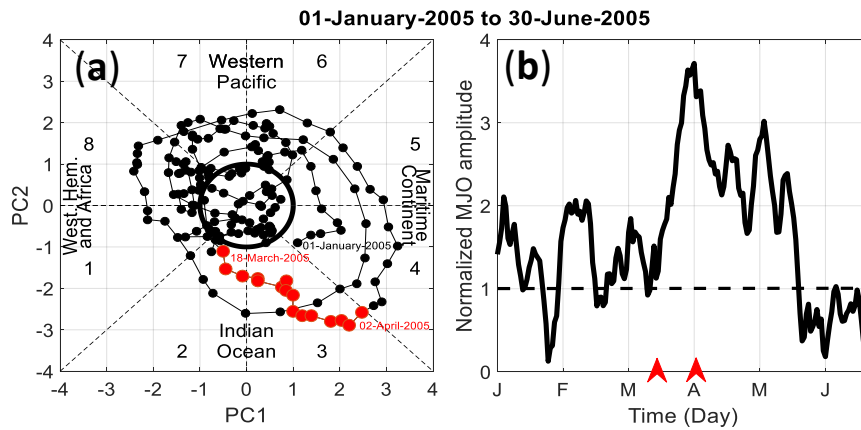 01-January-2005 to 30-June-2005
(a)
4
3
2
1
0
-1
-2
-3
-4
PC2
-4
-3
-2
-1
0
1
2
3
4
PC1
7
Western
Pacific
6
8
5
West. Hem.
and Africa
Maritime
Continent
1
4
2
Indian
Ocean
3
01-January-2005
18-March-2005
02-April-2005
(b)
Normalized MJO amplitude
4
3
2
1
0
J
F
M
A
M
J
Time (Day)